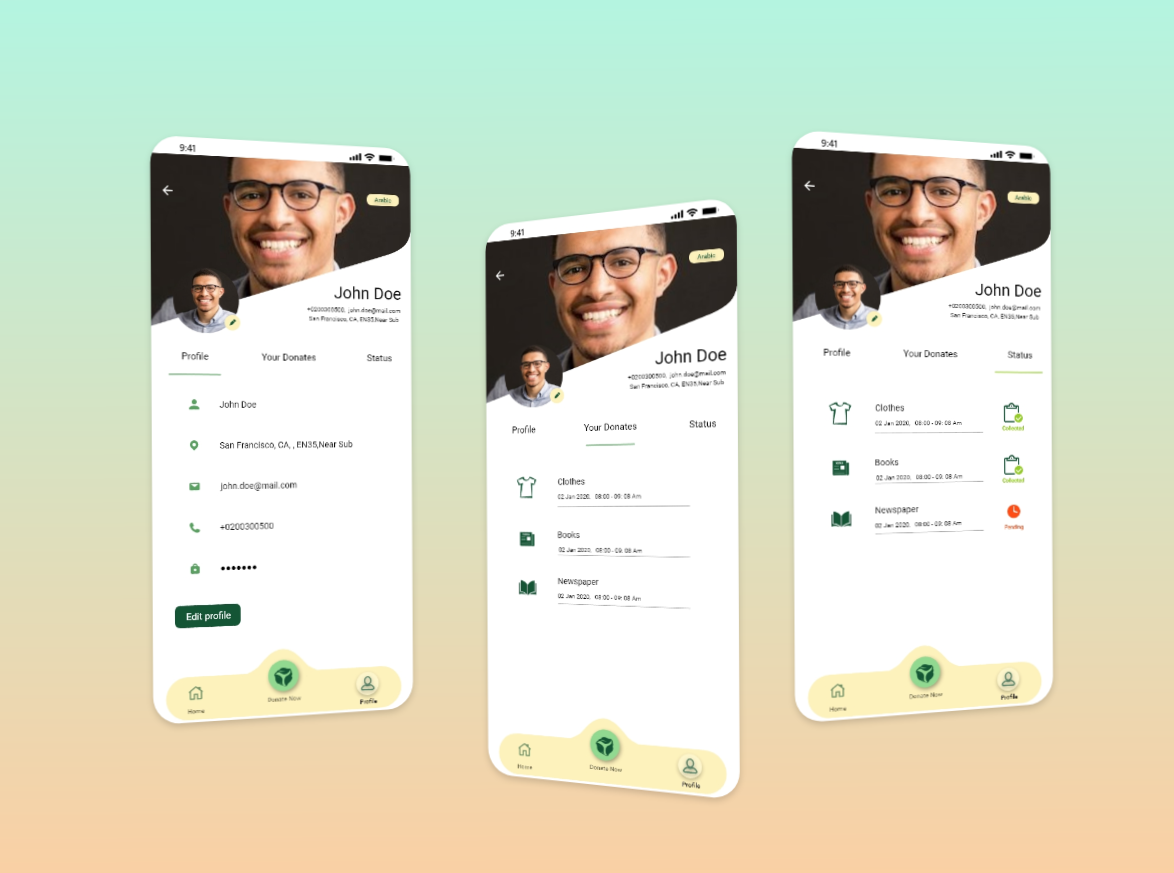 9:41
Arabic
John Doe
+0200300500, john.doe@mail.com
San Francisco, CA, EN35,Near Sub
Profile Your Donates Status
John Doe
San Francisco, CA, , EN35,Near Sub
john.doe@mail.com
+0200300500
Edit profile
Home Donate Now Profile
9:41
Arabic
John Doe
+0200300500, john.doe@mail.com
San Francisco, CA, EN35,Near Sub
Profile Your Donates Status
Clothes
02 Jan 2020, 08:00 - 09: 08 Am
Books
02 Jan 2020, 08:00 - 09: 08 Am
Newspaper
02 Jan 2020, 08:00 - 09: 08 Am
Home Donate Now Profile
9:41
Arabic
John Doe
+0200300500, john.doe@mail.com
San Francisco, CA, EN35,Near Sub
Profile Your Donates Status
Clothes
02 Jan 2020, 08:00 - 09: 08 Am
Collected
Books
02 Jan 2020, 08:00 - 09: 08 Am
Collected
Newspaper
02 Jan 2020, 08:00 - 09: 08 Am
Pending
Home Donate Now Profile